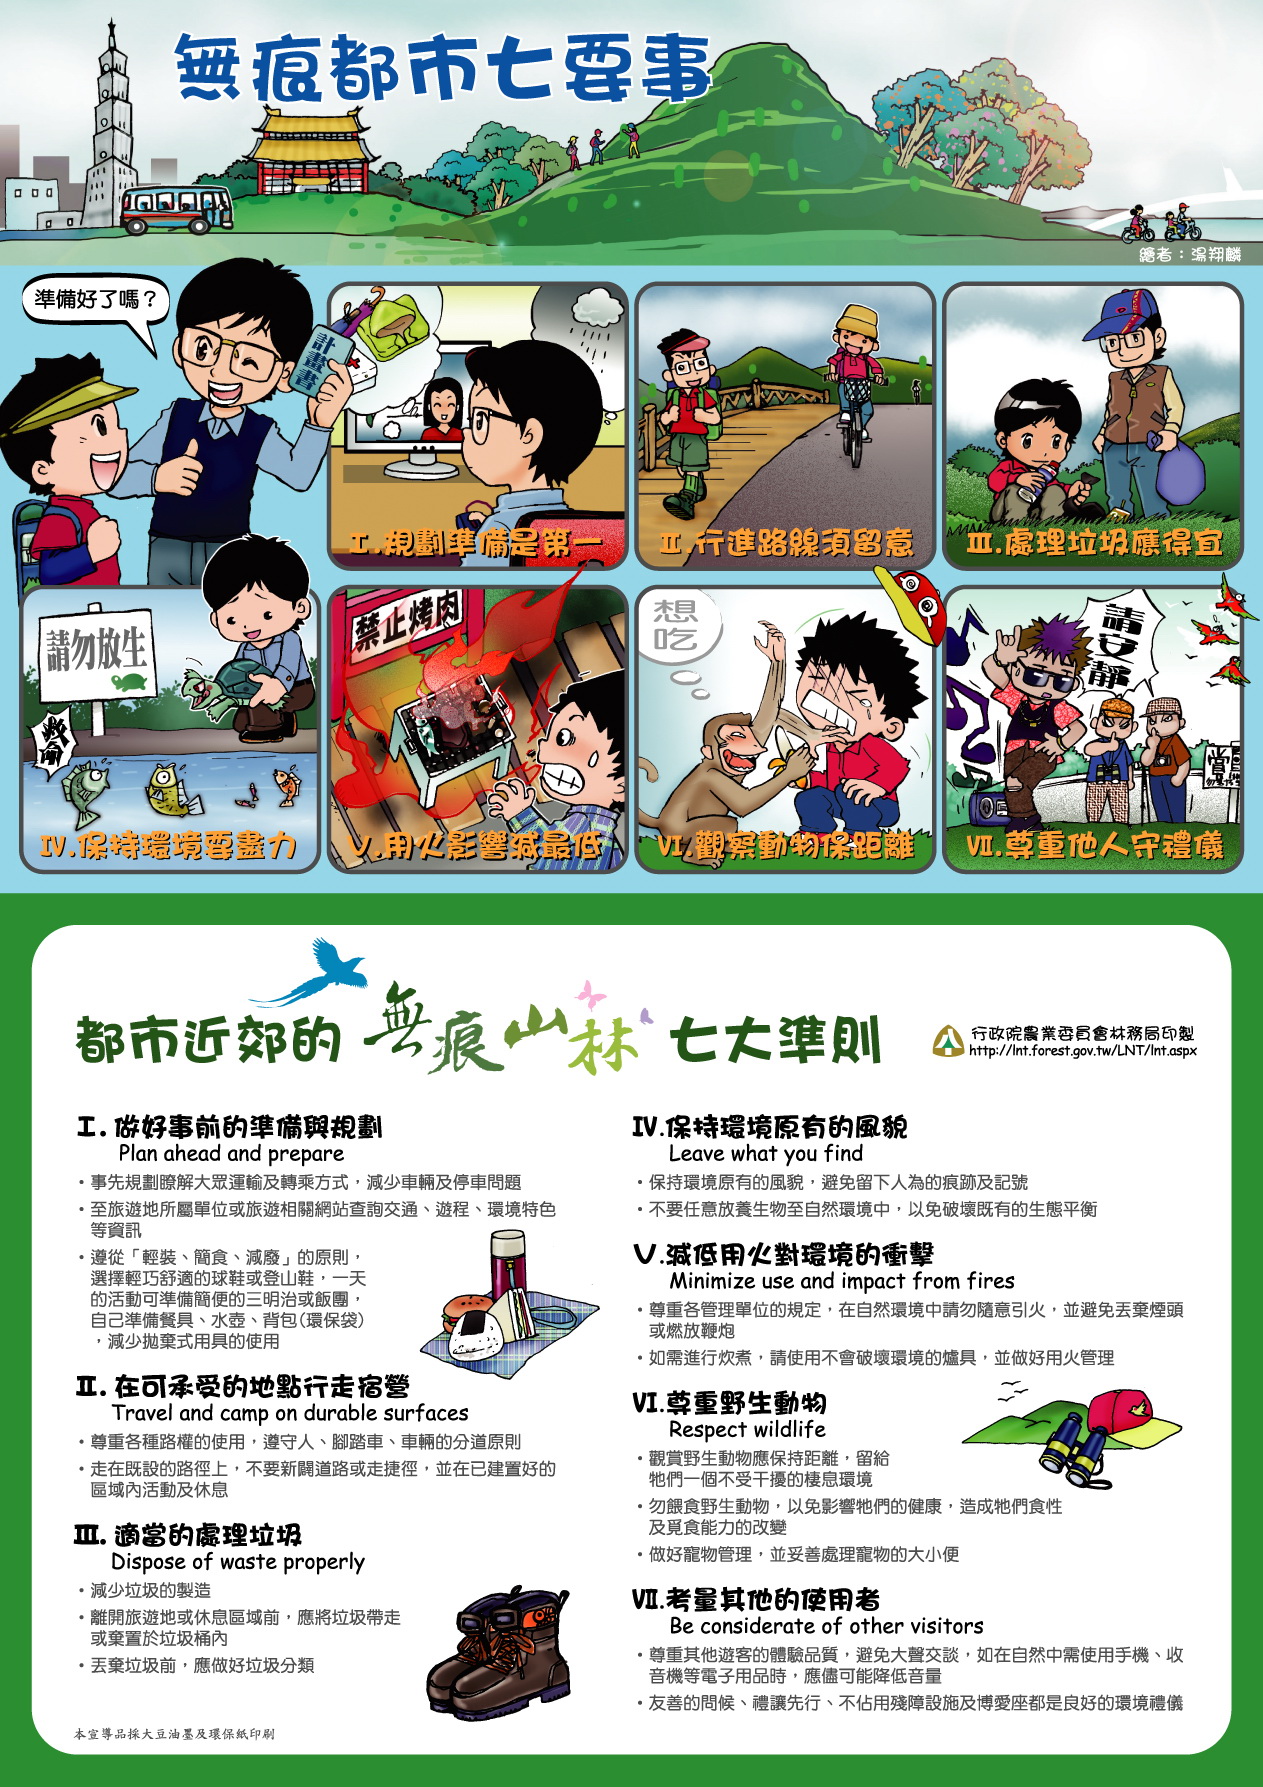 無痕都市七要事
繪者：湯翔麟
準備好了嗎？
計畫書
I.規劃準備是第一
II.行進路線須留意
III.處理垃圾應得宜
請勿放生
救命
IV.保持環境要盡力
禁止烤肉
V.用火影響減最低
想
吃
VI.觀察動物保距離
請安靜
賞
VII.尊重他人守禮儀
都市近郊的 無痕山林 七大準則
行政院農業委員會林務局印製
http://lnt.forest.gov.tw/LNT/lnt.aspx
I. 做好事前的準備與規劃
Plan ahead and prepare
・事先規劃瞭解大眾運輸及轉乘方式，減少車輛及停車問題
・至旅遊地所屬單位或旅遊相關網站查詢交通、遊程、環境特色
等資訊
・遵從「輕裝、簡食、減廢」的原則，
選擇輕巧舒適的球鞋或登山鞋，一天
的活動可準備簡便的三明治或飯團，
自己準備餐具、水壺、背包(環保袋)
，減少拋棄式用具的使用
II. 在可承受的地點行走宿營
Travel and camp on durable surfaces
・尊重各種路權的使用，遵守人、腳踏車、車輛的分道原則
・走在既設的路徑上，不要新闢道路或走捷徑，並在已建置好的
區域內活動及休息
III. 適當的處理垃圾
Dispose of waste properly
・減少垃圾的製造
・離開旅遊地或休息區域前，應將垃圾帶走
或棄置於垃圾桶內
・丟棄垃圾前，應做好垃圾分類
本宣導品採大豆油墨及環保紙印刷
IV.保持環境原有的風貌
Leave what you find
・保持環境原有的風貌，避免留下人為的痕跡及記號
・不要任意放養生物至自然環境中，以免破壞既有的生態平衡
V.減低用火對環境的衝擊
Minimize use and impact from fires
・尊重各管理單位的規定，在自然環境中請勿隨意引火，並避免丟棄煙頭
或燃放鞭炮
・如需進行炊煮，請使用不會破壞環境的爐具，並做好用火管理
VI.尊重野生動物
Respect wildlife
・觀賞野生動物應保持距離，留給
牠們一個不受干擾的棲息環境
・勿餵食野生動物，以免影響牠們的健康，造成牠們食性
及覓食能力的改變
・做好寵物管理，並妥善處理寵物的大小便
VII.考量其他的使用者
Be considerate of other visitors
・尊重其他遊客的體驗品質，避免大聲交談，如在自然中需使用手機、收
音機等電子用品時，應儘可能降低音量
・友善的問候、禮讓先行、不佔用殘障設施及博愛座都是良好的環境禮儀